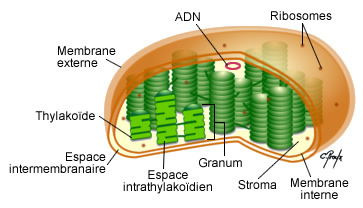 ADN
Ribosomes
Membrane
externe
Thylakoïde
Espace
intermembranaire
Espace
intrathylakoïdien
Granum
Stroma
Membrane
interne